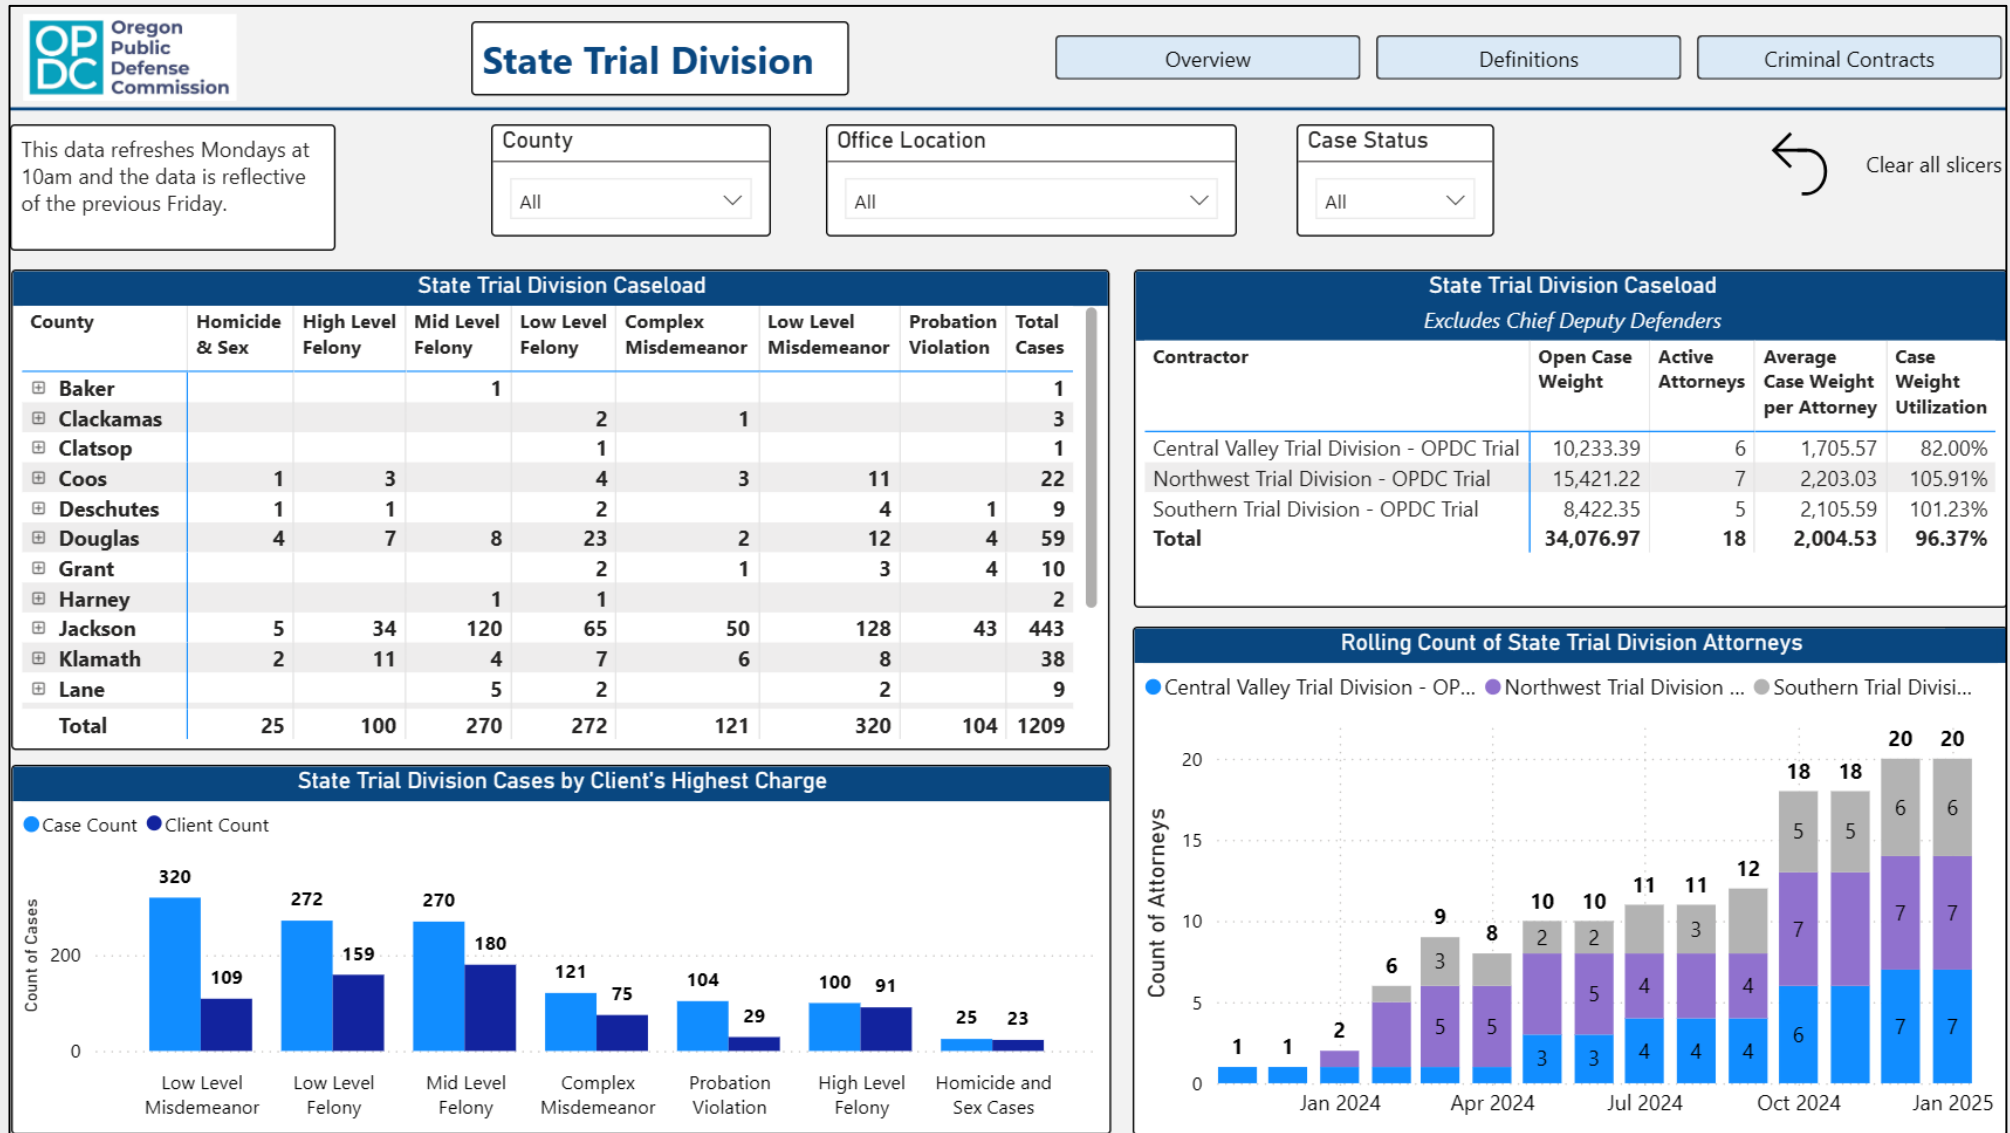 OP
DC
Oregon
Public
Defense
Commission
State Trial Division
Overview
Definitions
Criminal Contracts
This data refreshes Mondays at
10am and the data is reflective
of the previous Friday.
County
All
Office Location
All
Case Status
All
Clear all slicers
State Trial Division Caseload
County Homicide & Sex High Level Felony Mid Level Felony Low Level Felony Complex Misdemeanor Low Level Misdemeanor Probation Violation Total Cases
Baker 1 1
Clackamas 2 1 3
Clatsop 1 1
Coos 1 3 4 3 11 22
Deschutes 1 1 2 4 1 9
Douglas 4 7 8 23 2 12 4 59
Grant 2 1 3 4 10
Harney 1 1 2
Jackson 5 34 120 65 50 128 43 443
Klamath 2 11 4 7 6 8 38
Lane 5 2 2 9
Total 25 100 270 272 121 320 104 1209
State Trial Division Caseload
Excludes Chief Deputy Defenders
Contractor Open Case Weight Active Attorneys Average Case Weight per Attorney Case Weight Utilization
Central Valley Trial Division - OPDC Trial 10,233.39 6 1,705.57 82.00%
Northwest Trial Division - OPDC Trial 15,421.22 7 2,203.03 105.91%
Southern Trial Division - OPDC Trial 8,422.35 5 2,105.59 101.23%
Total 34,076.97 18 2,004.53 96.37%
State Trial Division Cases by Client's Highest Charge
Case Count Client Count
Count of Cases
200
0
320 109
272 159
270 180
121 75
104 29
100 91
25 23
Low Level Misdemeanor
Low Level Felony
Mid Level Felony
Complex Misdemeanor
Probation Violation
High Level Felony
Homicide and Sex Cases
Rolling Count of State Trial Division Attorneys
Central Valley Trial Division - OP... Northwest Trial Division ... Southern Trial Divisi...
Count of Attorneys
20
15
10
5
0
1
1
2
6
9 3 5
8 5
10 2 3
10 2 5 3
11 4 4
11 3 4
12 4 4
18 5 7 6
18 5
20 6 7 7
20 6 7 7
Jan 2024 Apr 2024 Jul 2024 Oct 2024 Jan 2025